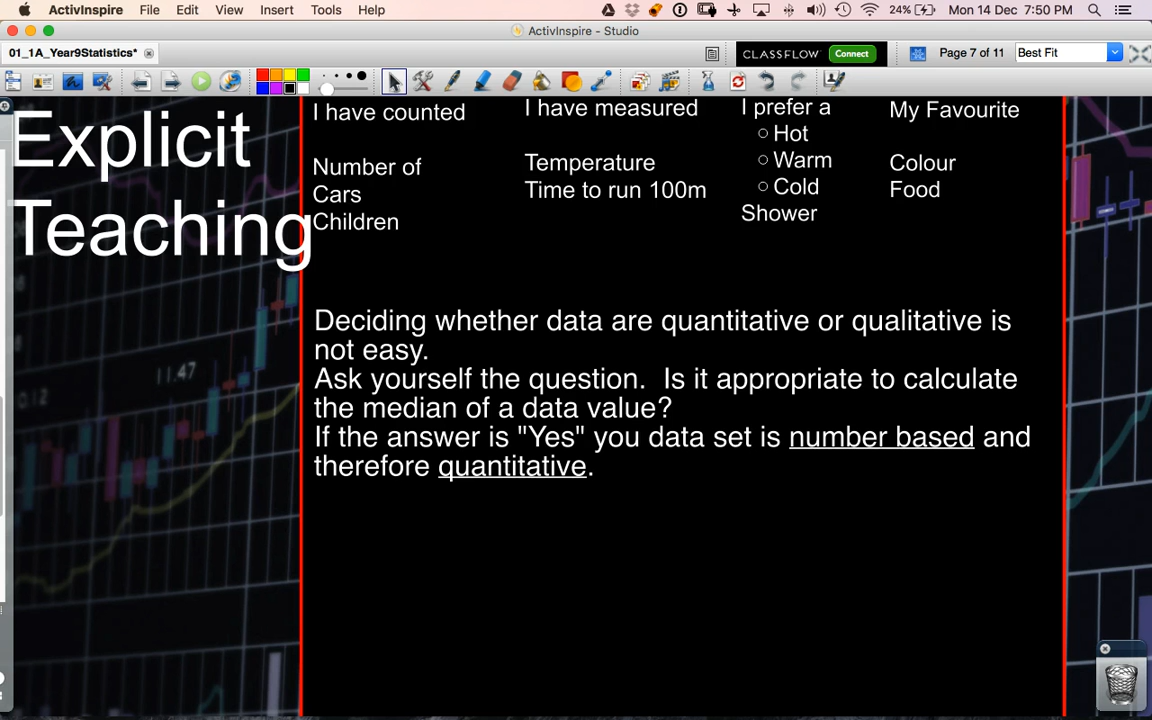 ActivInspire File Edit View Insert Tools Help 24% Mon 14 Dec 7:50 PM
ActivInspire - Studio
01_1A_Year9Statistics*
CLASSFLOW Connect Page 7 of 11 Best Fit
Explicit
Teaching
I have counted
Number of
Cars
Children
I have measured
Temperature
Time to run 100m
I prefer a
○ Hot
○ Warm
○ Cold
Shower
My Favourite
Colour
Food
Deciding whether data are quantitative or qualitative is
not easy.
Ask yourself the question. Is it appropriate to calculate
the median of a data value?
If the answer is "Yes" you data set is number based and
therefore quantitative.
11.47
0.12